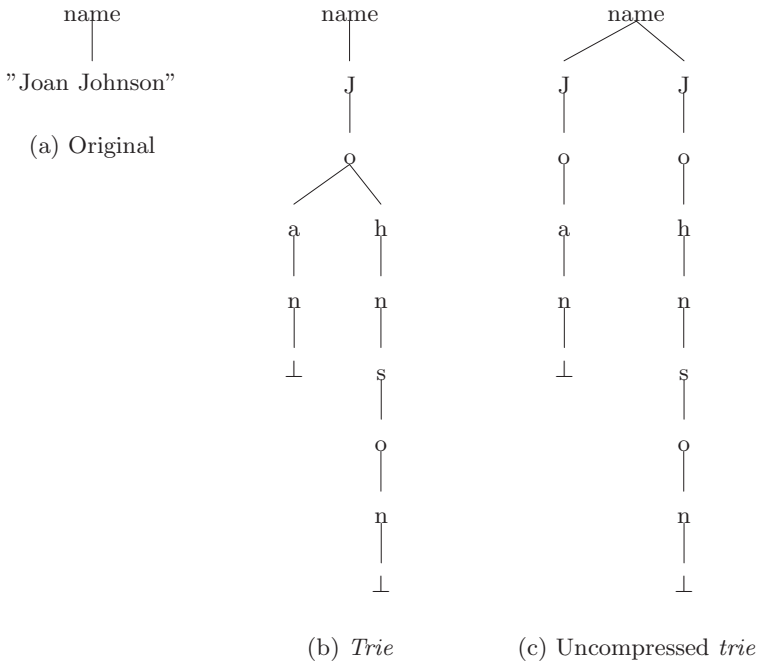 name name name
”Joan Johnson” J J J
(a) Original
o o o
a h a h
n n n n
⊥ s ⊥ s
o o
n n
⊥ ⊥
(b) Trie (c) Uncompressed trie